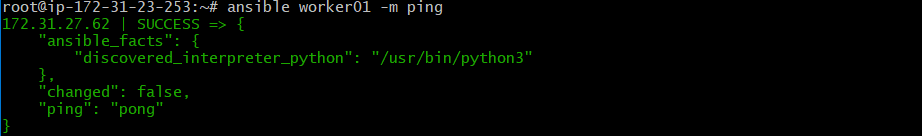 root@ip-172-31-23-253:~# ansible worker01 -m ping
172.31.27.62 | SUCCESS => {
    "ansible_facts": {
        "discovered_interpreter_python": "/usr/bin/python3"
    },
    "changed": false,
    "ping": "pong"
}